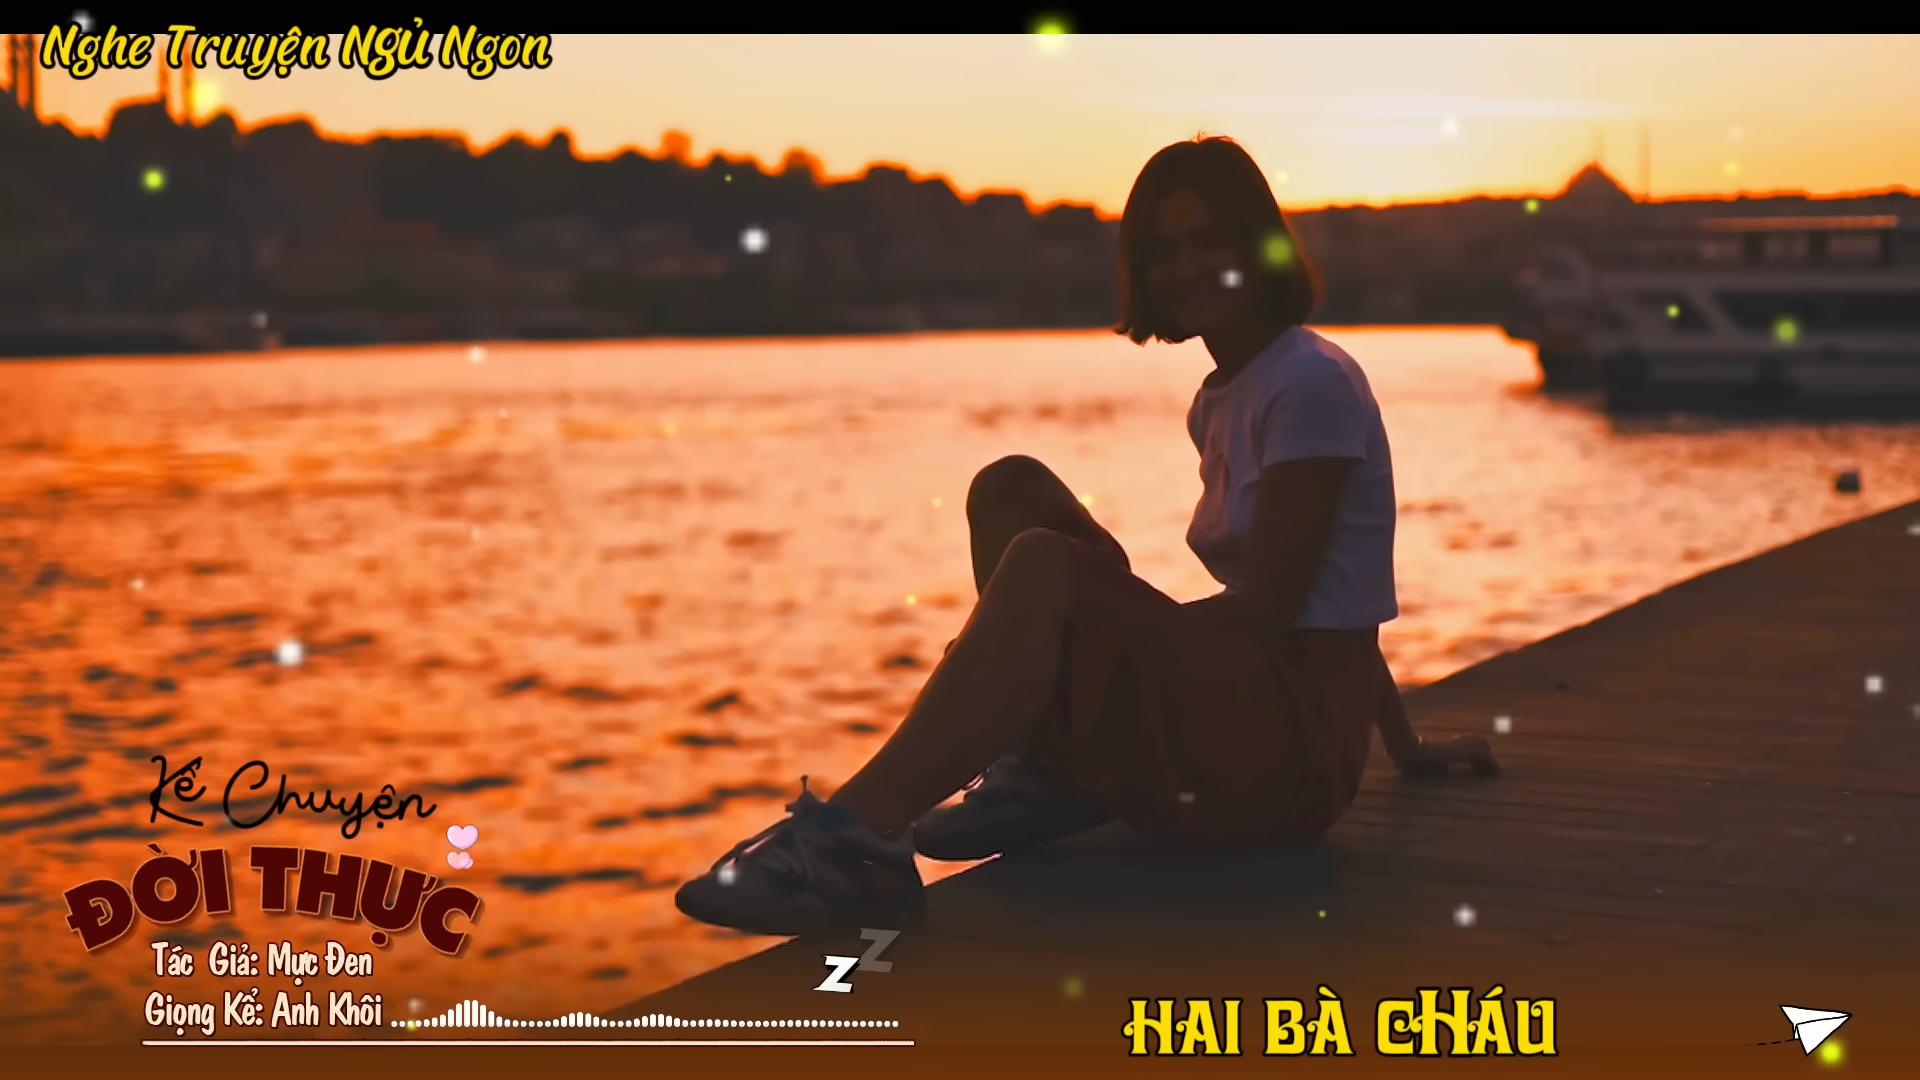 Nghe Truyện NGỦ Ngon
Kể Chuyện
ĐỜI THỰC
Tác Giả: Mực Đen
Giọng Kể: Anh Khôi
z Z
HAI BÀ CHÁU